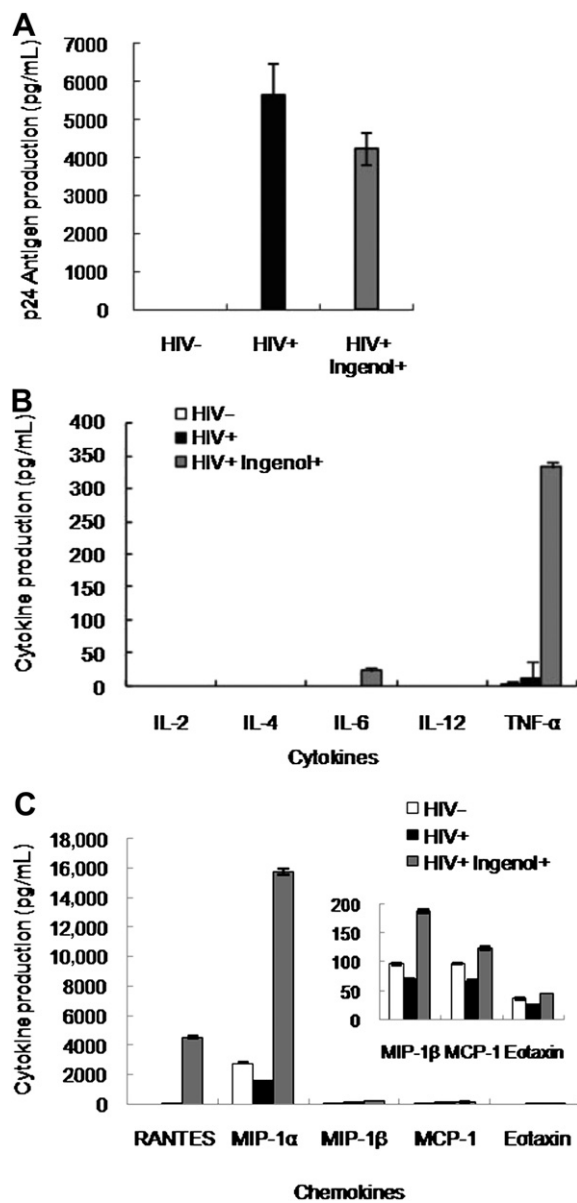 A
p24 Antigen production (pg/mL)
7000
6000
5000
4000
3000
2000
1000
0
HIV- HIV+ HIV+
Ingenol+
B
HIV-
HIV+
HIV+ Ingenol+
Cytokine production (pg/mL)
400
350
300
250
200
150
100
50
0
IL-2 IL-4 IL-6 IL-12 TNF-α
Cytokines
C
HIV-
HIV+
HIV+ Ingenol+
Cytokine production (pg/mL)
18,000
16,000
14,000
12,000
10,000
8000
6000
4000
2000
0
200
150
100
50
0
MIP-1β MCP-1 Eotaxin
RANTES MIP-1α MIP-1β MCP-1 Eotaxin
Chemokines